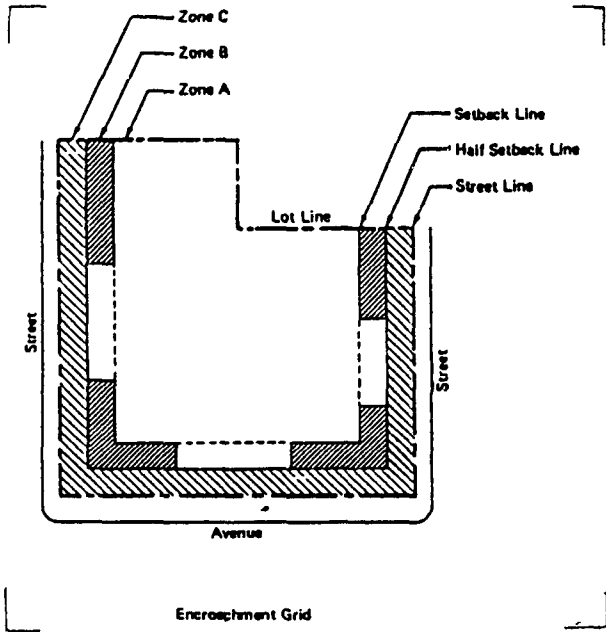 Zone C
Zone B
Zone A
Setback Line
Half Setback Line
Street Line
Lot Line
Street
Street
Avenue
Encroachment Grid